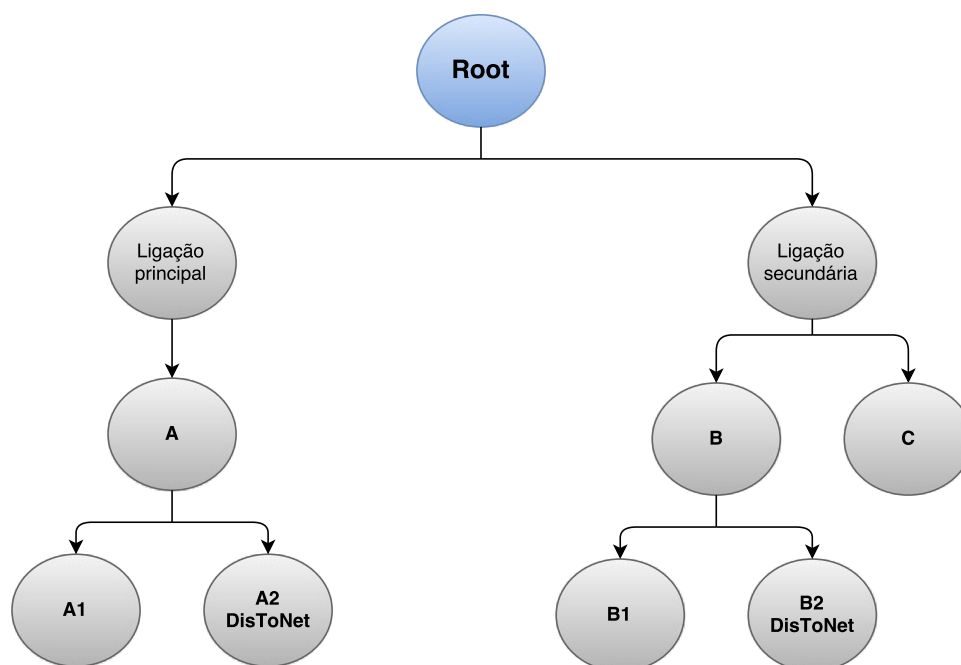 Root
Ligação
principal
Ligação
secundária
A
B
C
A1
A2
DisToNet
B1
B2
DisToNet